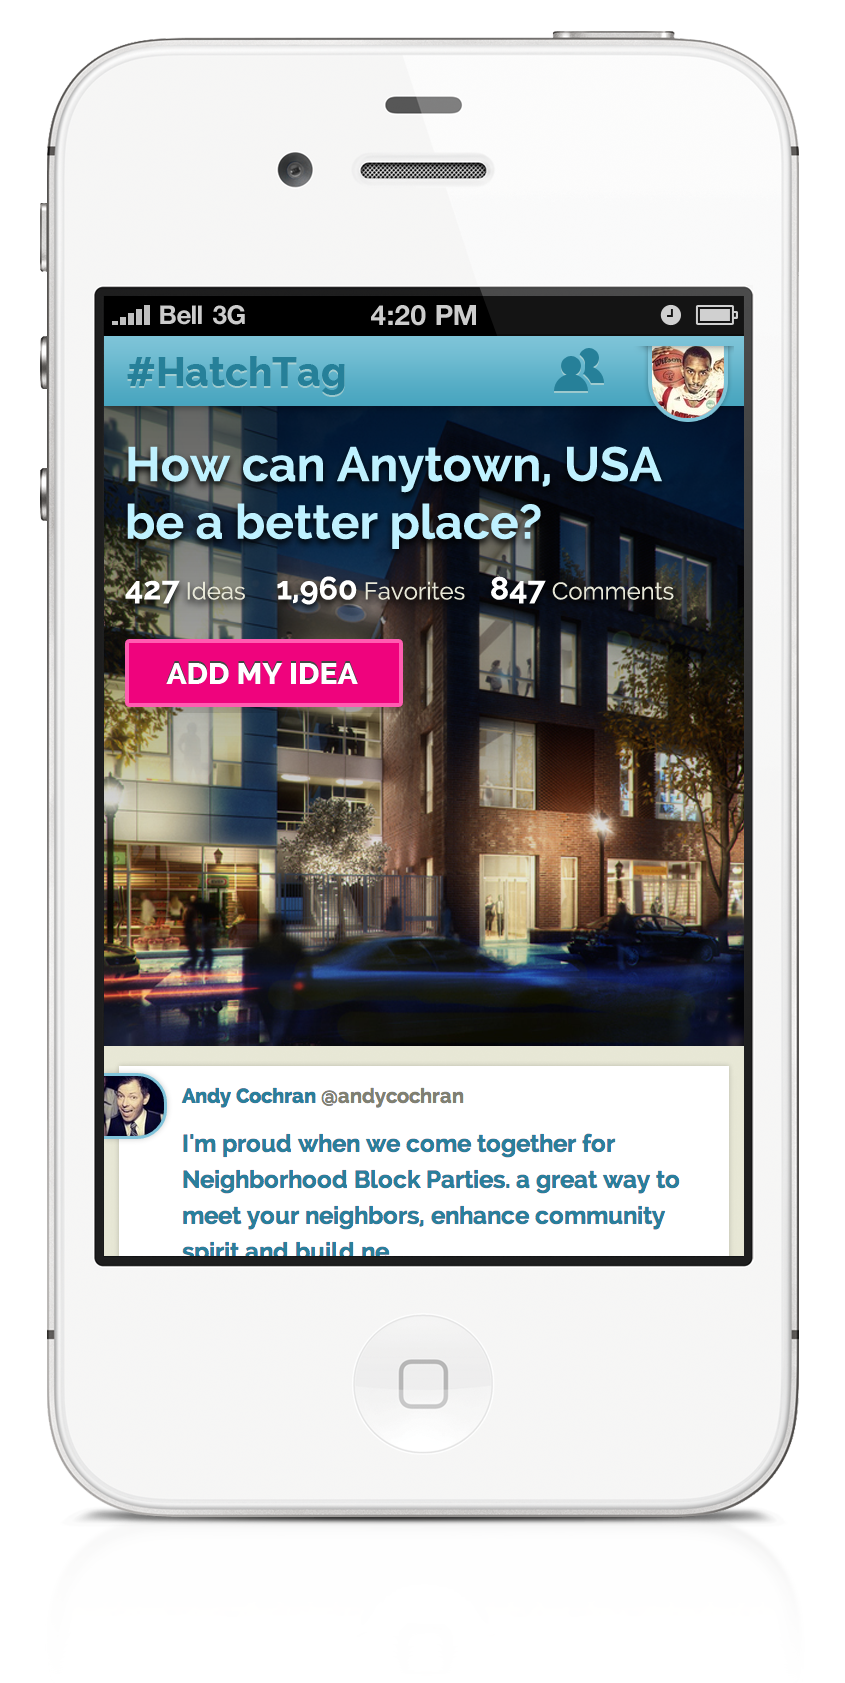 Bell 3G 4:20 PM
#HatchTag
How can Anytown, USA
be a better place?
427 Ideas 1,960 Favorites 847 Comments
ADD MY IDEA
Andy Cochran @andycochran
I'm proud when we come together for
Neighborhood Block Parties. a great way to
meet your neighbors, enhance community
spirit and build ne